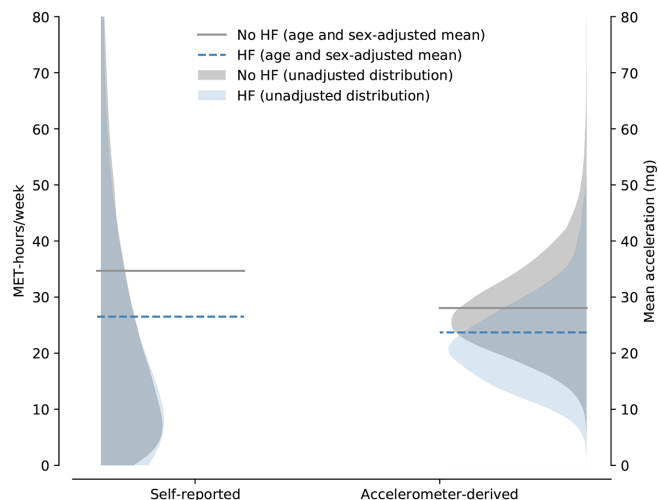 80
70
60
50
40
30
20
10
0
MET-hours/week
No HF (age and sex-adjusted mean)
HF (age and sex-adjusted mean)
No HF (unadjusted distribution)
HF (unadjusted distribution)
80
70
60
50
40
30
20
10
0
Mean acceleration (mg)
Self-reported
Accelerometer-derived